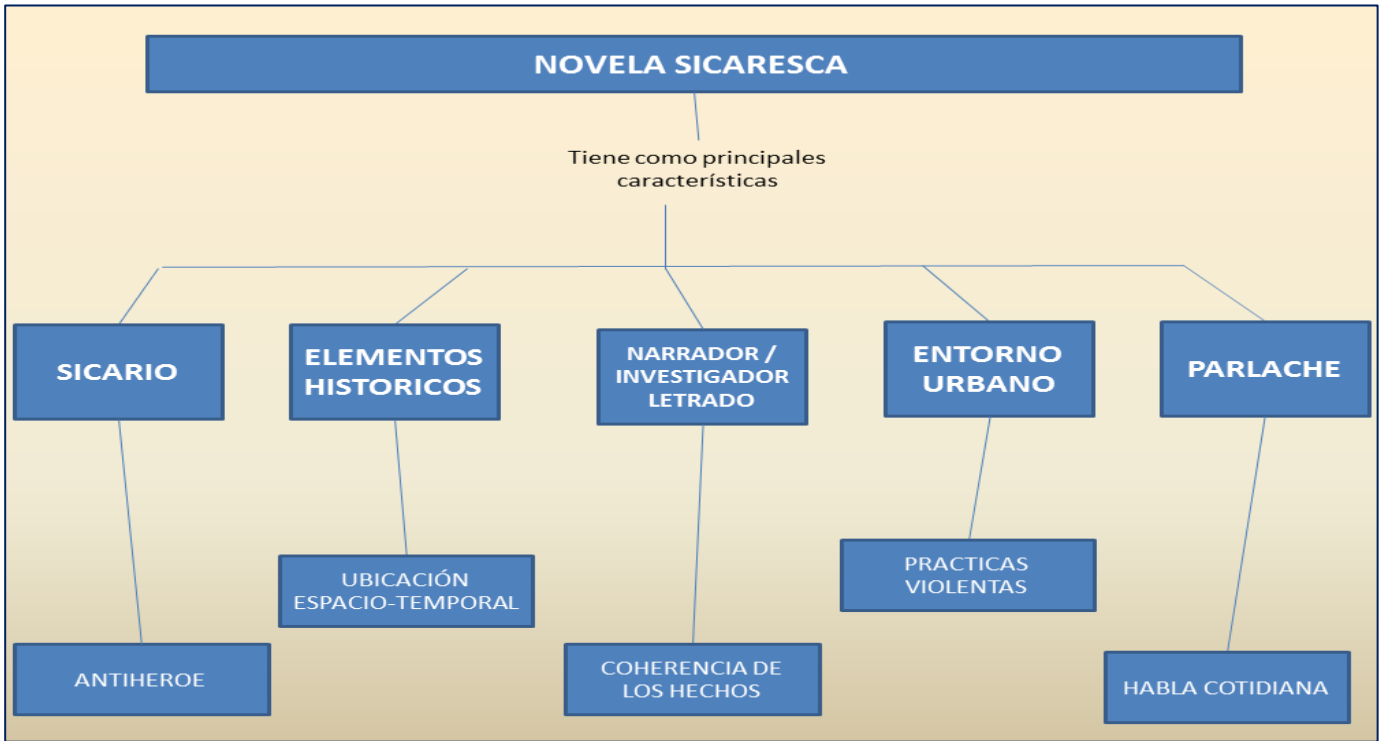 NOVELA SICARESCA
Tiene como principales
características
SICARIO
ELEMENTOS
HISTORICOS
NARRADOR /
INVESTIGADOR
LETRADO
ENTORNO
URBANO
PARLACHE
UBICACIÓN
ESPACIO-TEMPORAL
PRACTICAS
VIOLENTAS
ANTIHEROE
COHERENCIA DE
LOS HECHOS
HABLA COTIDIANA